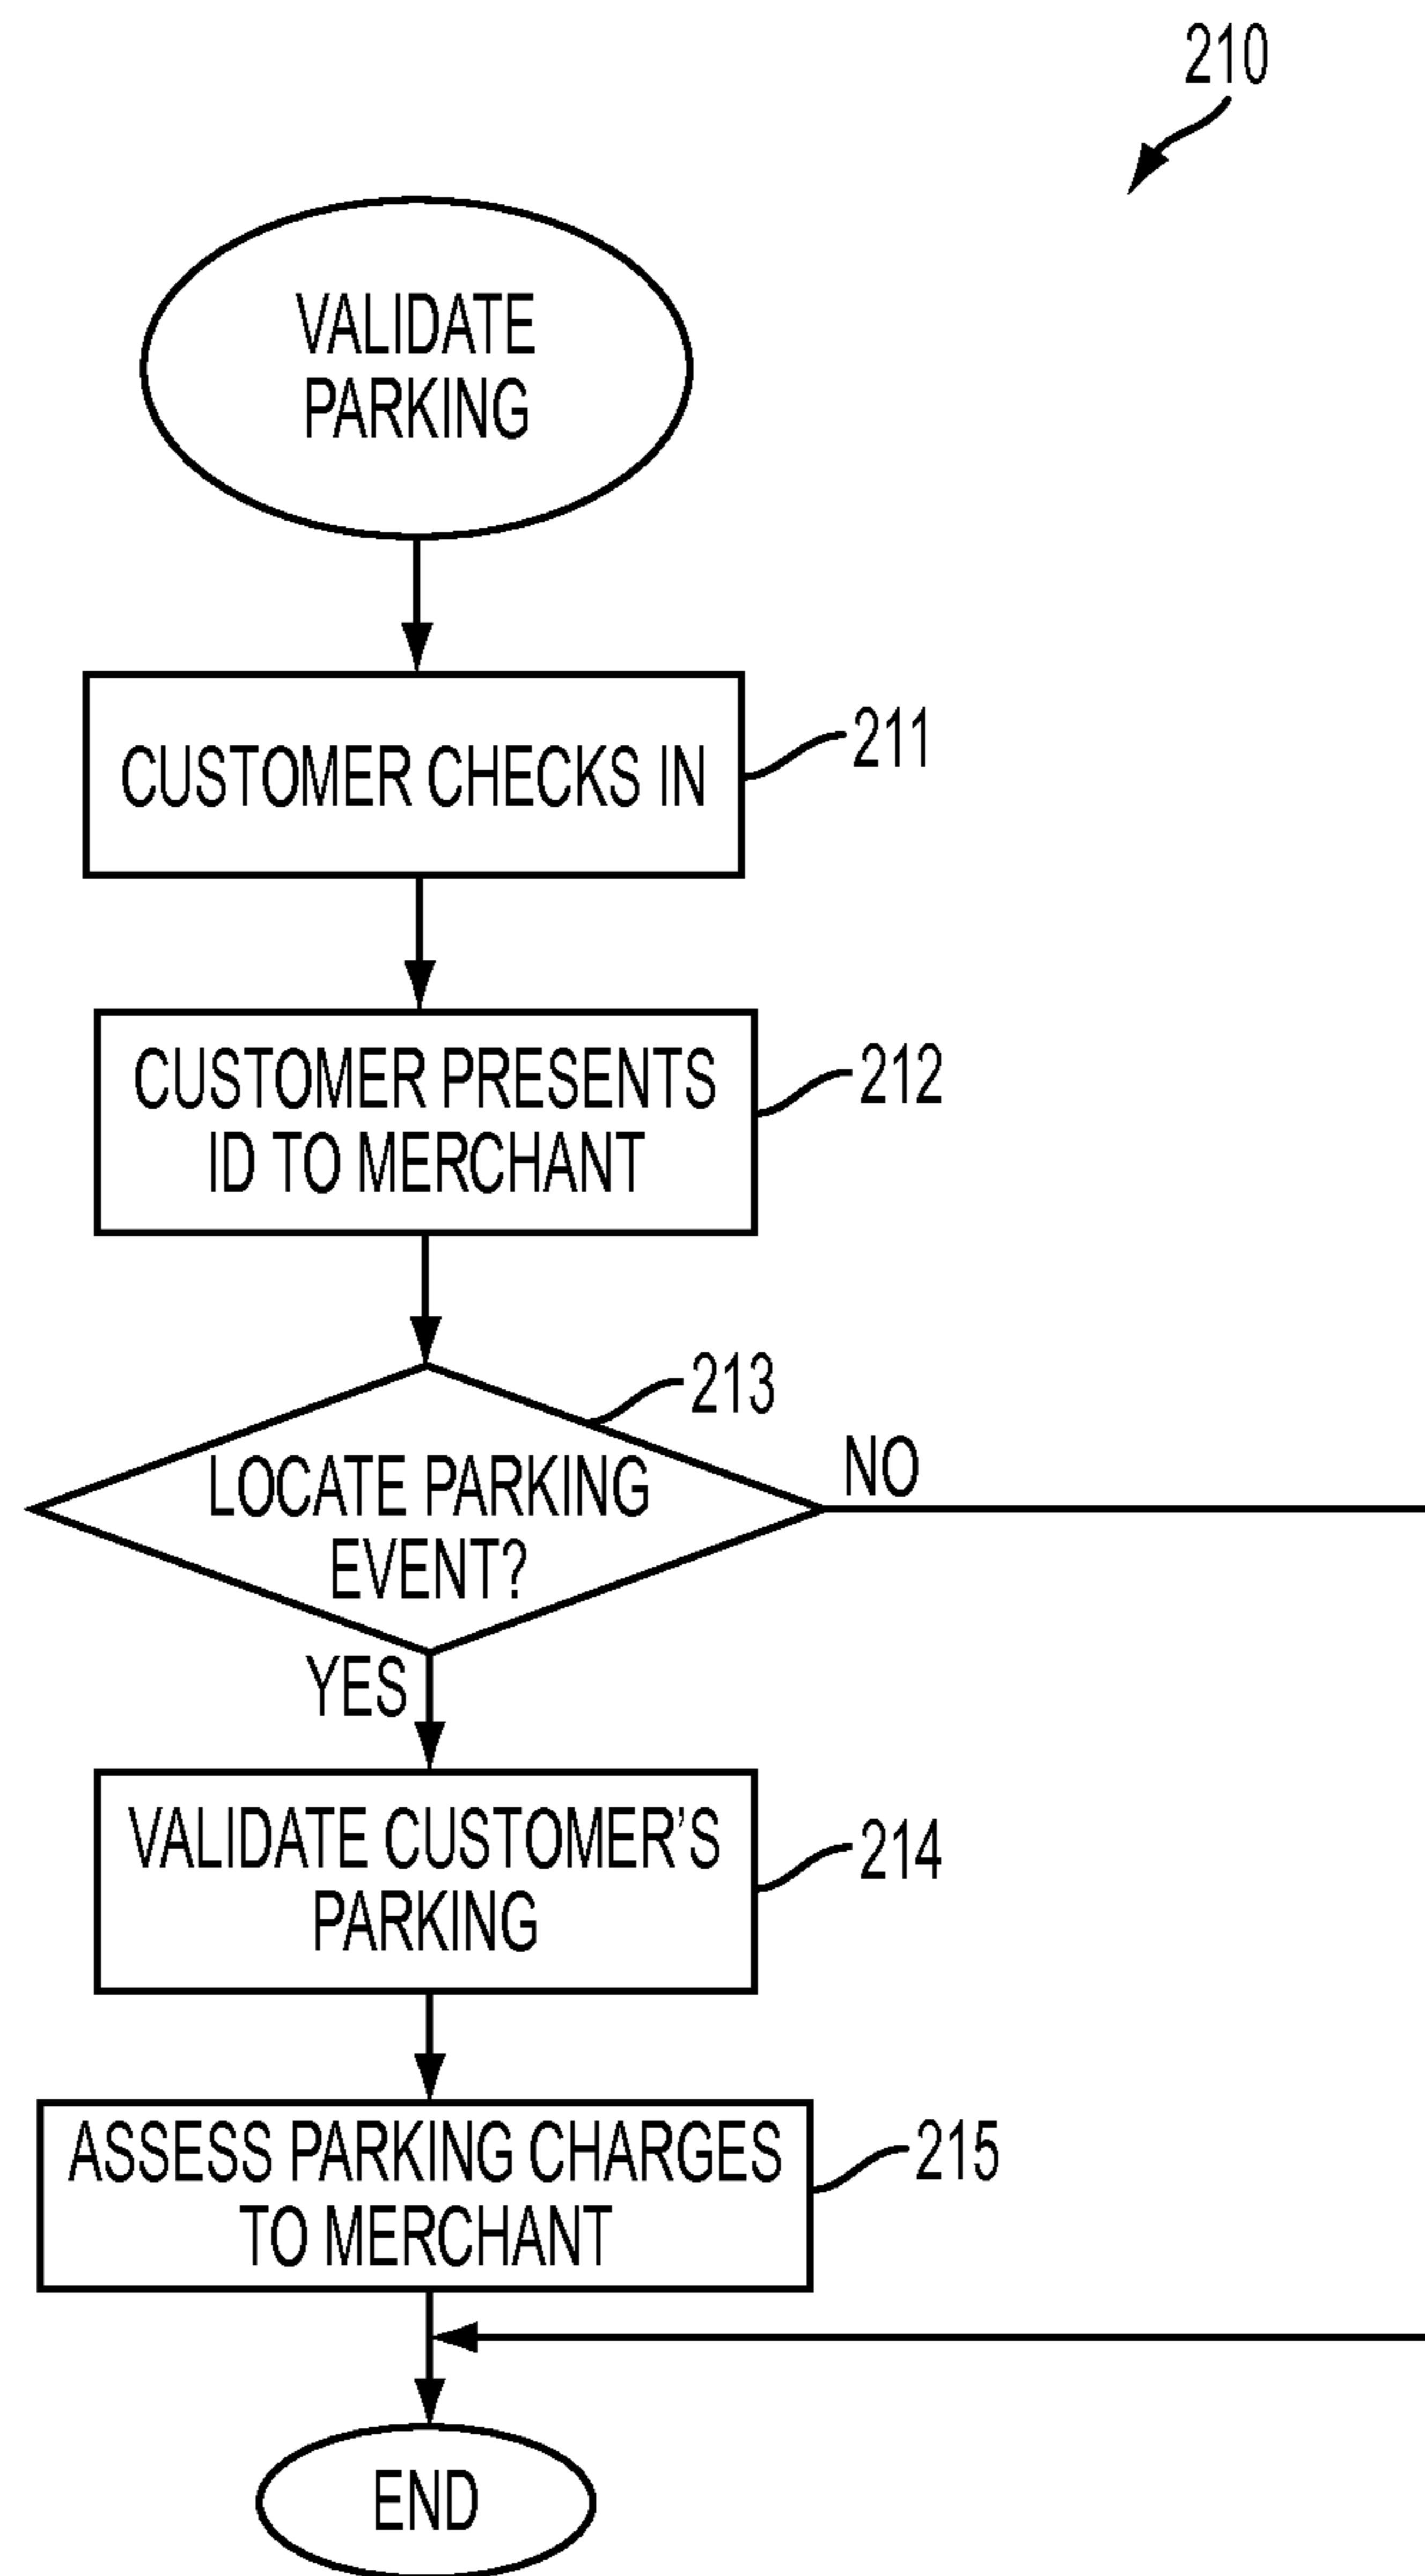 210
VALIDATE
PARKING
CUSTOMER CHECKS IN
211
CUSTOMER PRESENTS
ID TO MERCHANT
212
213
LOCATE PARKING
EVENT?
NO
YES
VALIDATE CUSTOMER’S
PARKING
214
ASSESS PARKING CHARGES
TO MERCHANT
215
END